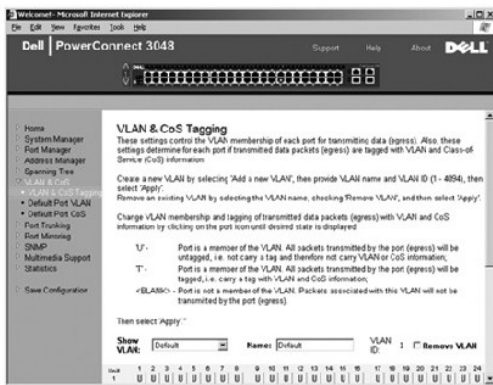 Welcome! - Microsoft Internet Explorer
File Edit View Favorites Tools Help
Dell | PowerConnect 3048
Support Help About DELL
Home
System Manager
Port Manager
Address Manager
Spanning Tree
VLAN & CoS
VLAN & CoS Tagging
Default Port VLAN
Default Port CoS
Port Trunking
Port Mirroring
SNMP
Multimedia Support
Statistics
Save Configuration
VLAN & CoS Tagging
These settings control the VLAN membership of each port for transmitting data (egress). Also, these
settings determine for each port if transmitted data packets (egress) are tagged with VLAN and Class-of-
Service (CoS) information.
Create a new VLAN by selecting 'Add a new VLAN', then provide VLAN name and VLAN ID (1 - 4094), then
select 'Apply'.
Remove an existing VLAN by selecting the VLAN name, checking 'Remove VLAN', and then select 'Apply'.
Change VLAN membership and tagging of transmitted data packets (egress) with VLAN and CoS
information by clicking on the port icon until desired state is displayed
'U' - Port is a member of the VLAN. All packets transmitted by the port (egress) will be
untagged, i.e. not carry a tag and therefore not carry VLAN or CoS information;
'T' - Port is a member of the VLAN. All packets transmitted by the port (egress) will be
tagged, i.e. carry a tag with VLAN and CoS information;
<BLANK> - Port is not a member of the VLAN. Packets associated with this VLAN will not be
transmitted by the port (egress).
Then select 'Apply'."
Show VLAN: Default Name: Default VLAN ID: 1 Remove VLAN
Unit 1 2 3 4 5 6 7 8 9 10 11 12 13 14 15 16 17 18 19 20 21 22 23 24
1 U U U U U U U U U U U U U U U U U U U U U U U U